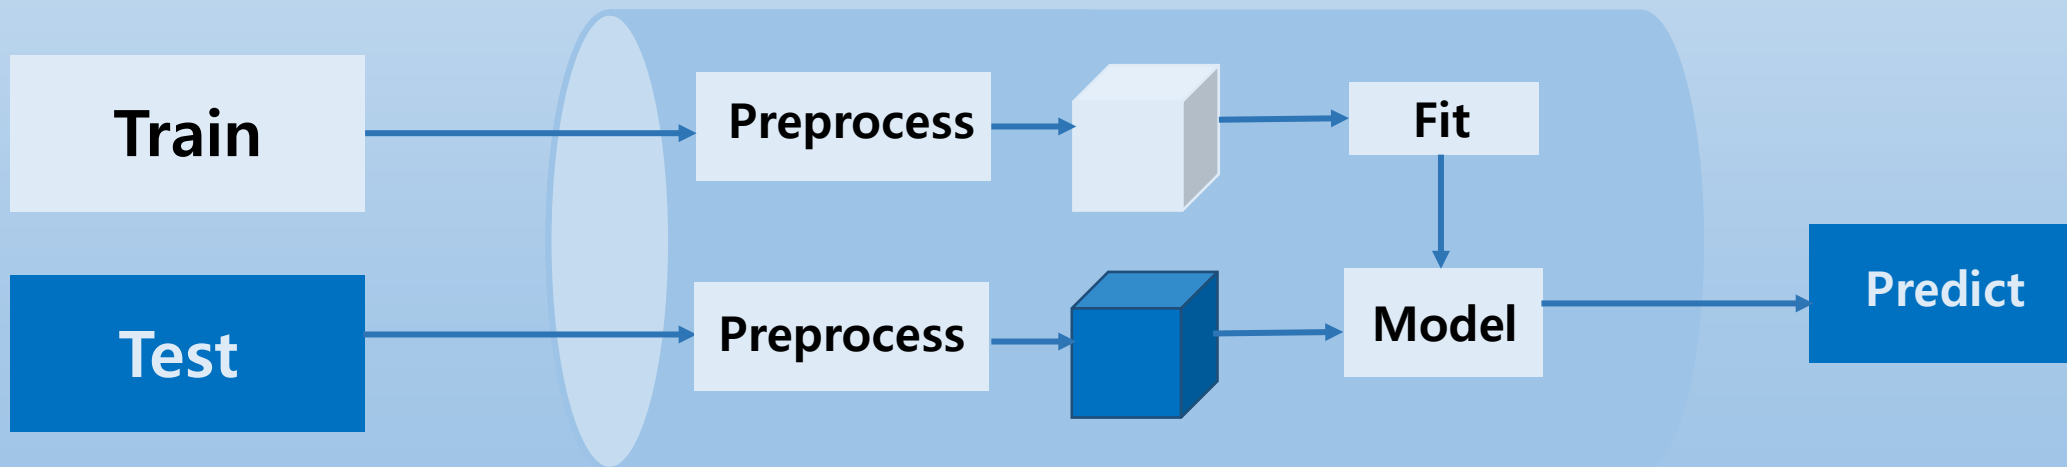 Train
Preprocess
Fit
Test
Preprocess
Model
Predict